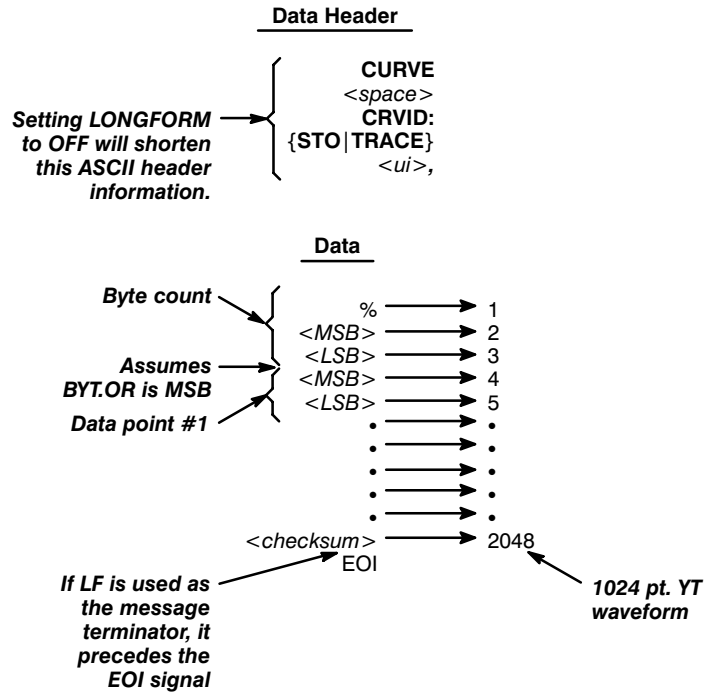 Data Header
CURVE
<space>
CRVID:
{STO|TRACE}
<ui>,
Setting LONGFORM
to OFF will shorten
this ASCII header
information.
Data
Byte count
% 1
<MSB> 2
<LSB> 3
Assumes
BYT.OR is MSB
<MSB> 4
<LSB> 5
Data point #1
<checksum> 2048
EOI
If LF is used as
the message
terminator, it
precedes the
EOI signal
1024 pt. YT
waveform